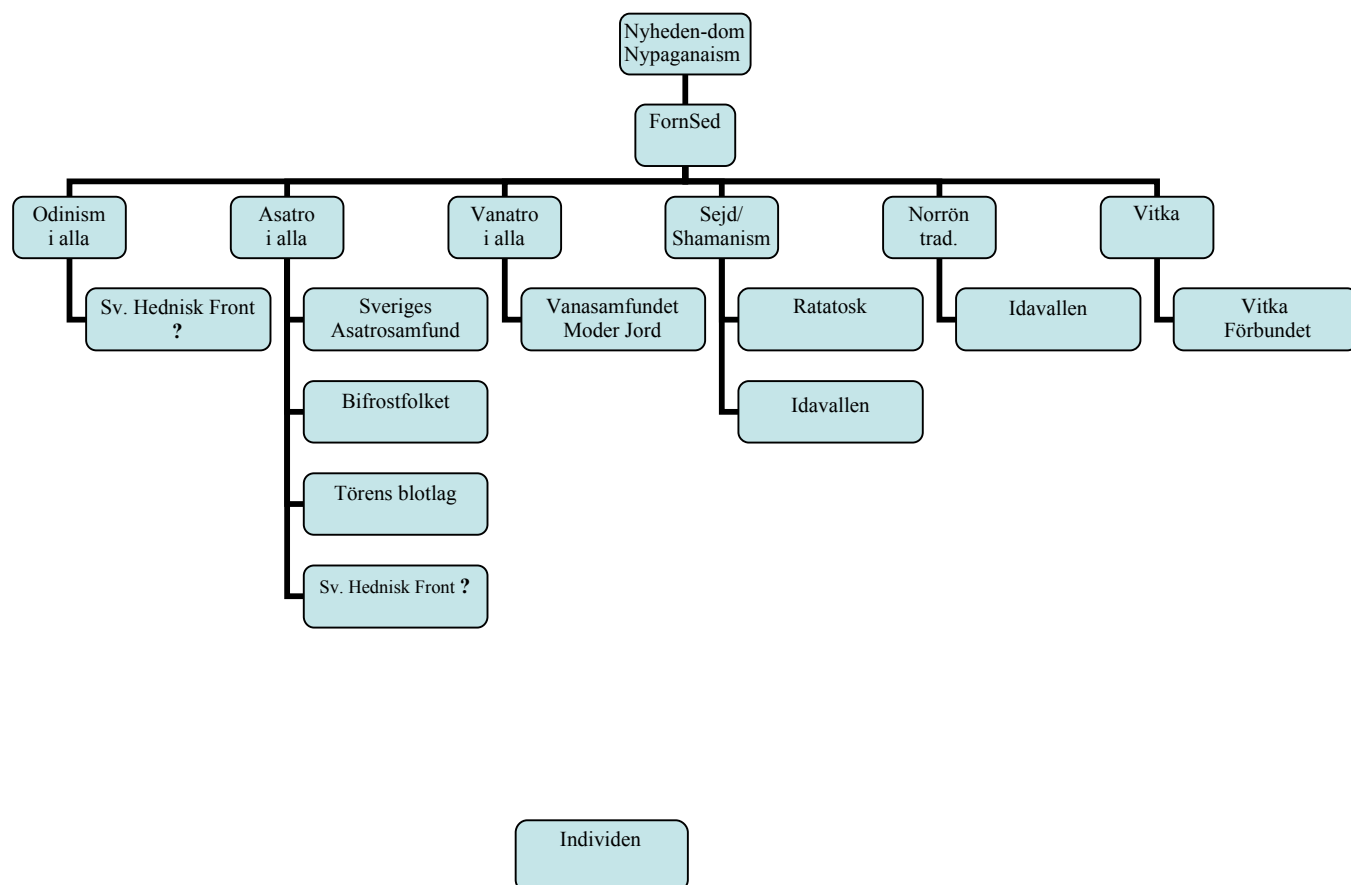 Nyheden-dom
Nypaganaism
FornSed
Odinism
i alla
Asatro
i alla
Vanatro
i alla
Sejd/
Shamanism
Norrön
trad.
Vitka
Sv. Hednisk Front
?
Sveriges
Asatrosamfund
Vanasamfundet
Moder Jord
Ratatosk
Idavallen
Vitka
Förbundet
Bifrostfolket
Idavallen
Törens blotlag
Sv. Hednisk Front ?
Individen